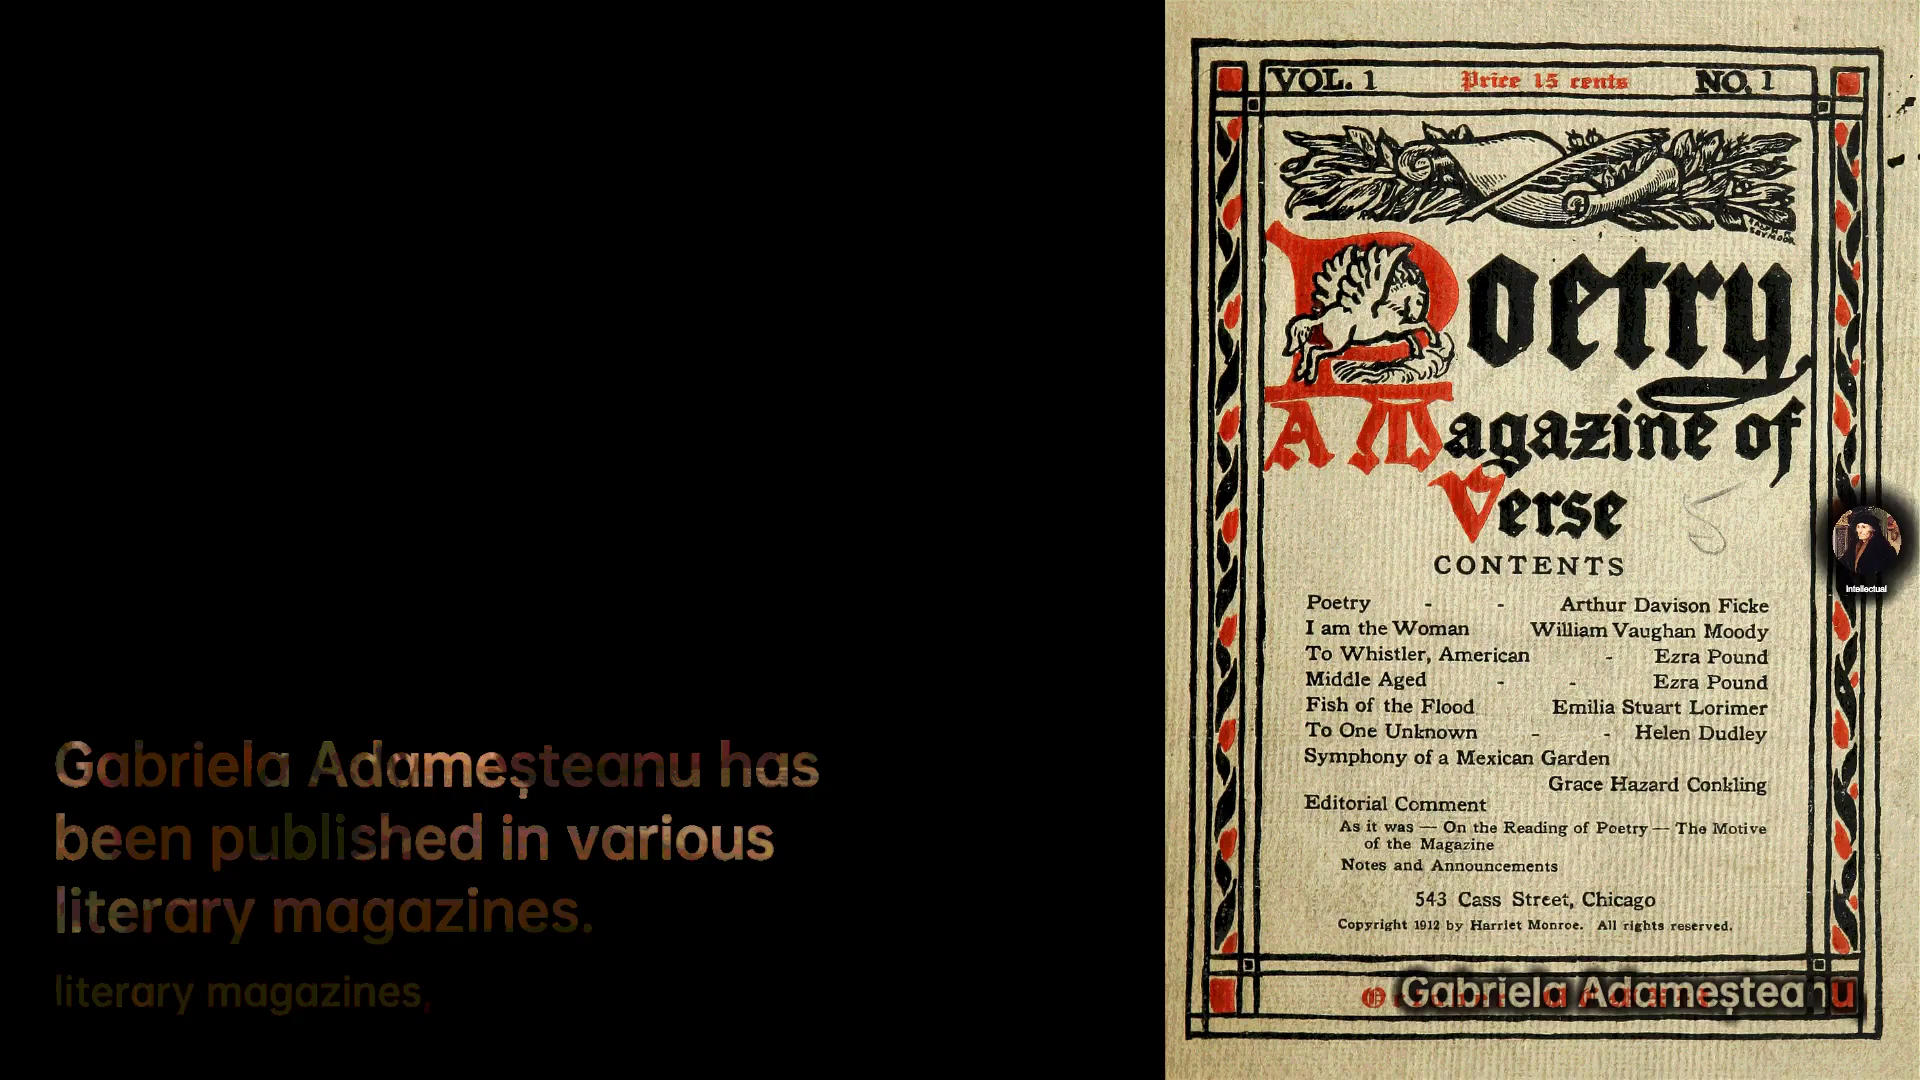 Gabriela Adameșteanu has
been published in various
literary magazines.
literary magazines,
VOL. 1 Price 15 cents NO. 1
Poetry
A Magazine of
Verse
5
CONTENTS
Poetry - - Arthur Davison Ficke
I am the Woman William Vaughan Moody
To Whistler, American - Ezra Pound
Middle Aged - - Ezra Pound
Fish of the Flood Emilia Stuart Lorimer
To One Unknown - - Helen Dudley
Symphony of a Mexican Garden
Grace Hazard Conkling
Editorial Comment
As it was — On the Reading of Poetry — The Motive
of the Magazine
Notes and Announcements
543 Cass Street, Chicago
Copyright 1912 by Harriet Monroe. All rights reserved.
Gabriela Adameșteanu
Intellectual